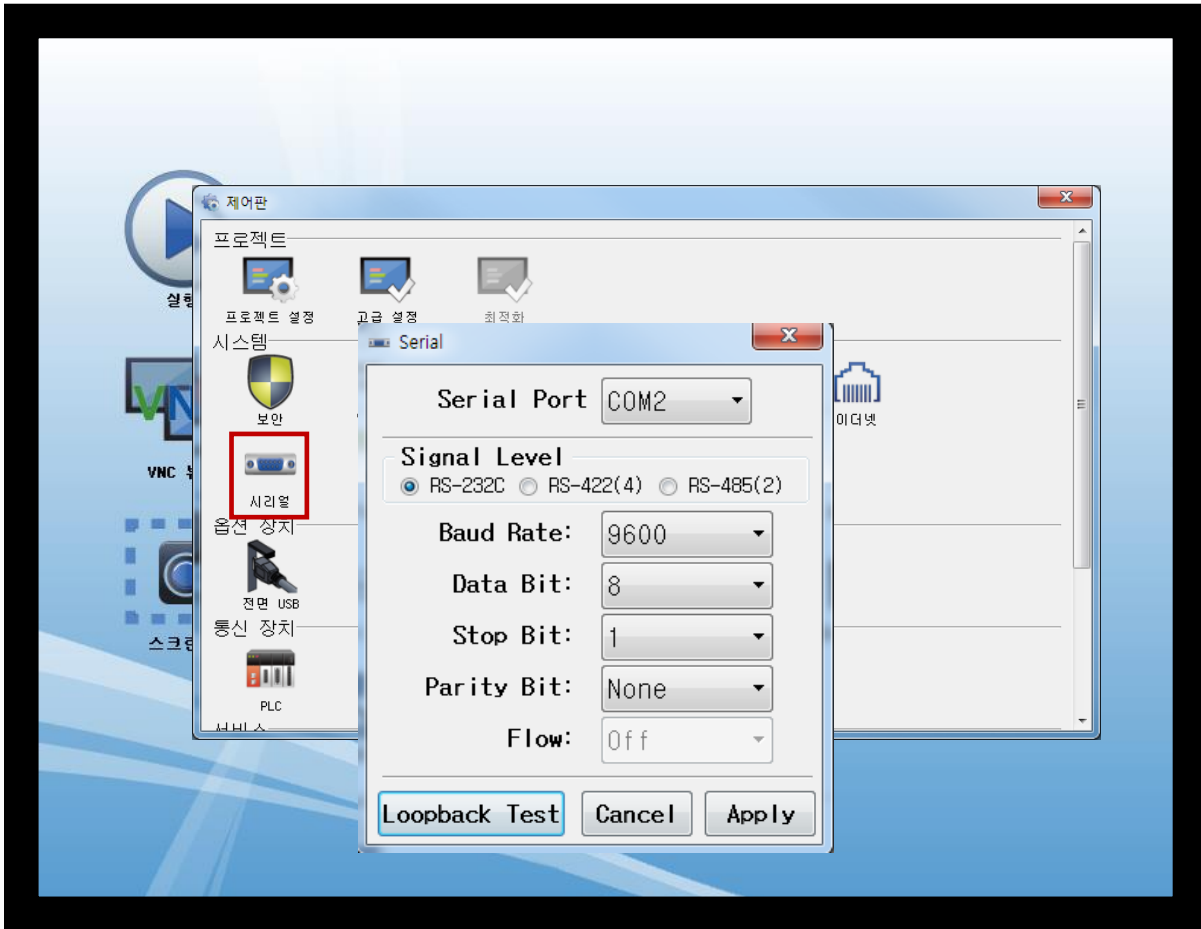 제어판
프로젝트
프로젝트 설정 고급 설정 최적화
시스템
보안
이더넷
시리얼
옵션 장치
전면 USB
통신 장치
PLC
VNC
Serial
Serial Port COM2
Signal Level
RS-232C RS-422(4) RS-485(2)
Baud Rate: 9600
Data Bit: 8
Stop Bit: 1
Parity Bit: None
Flow: Off
Loopback Test Cancel Apply